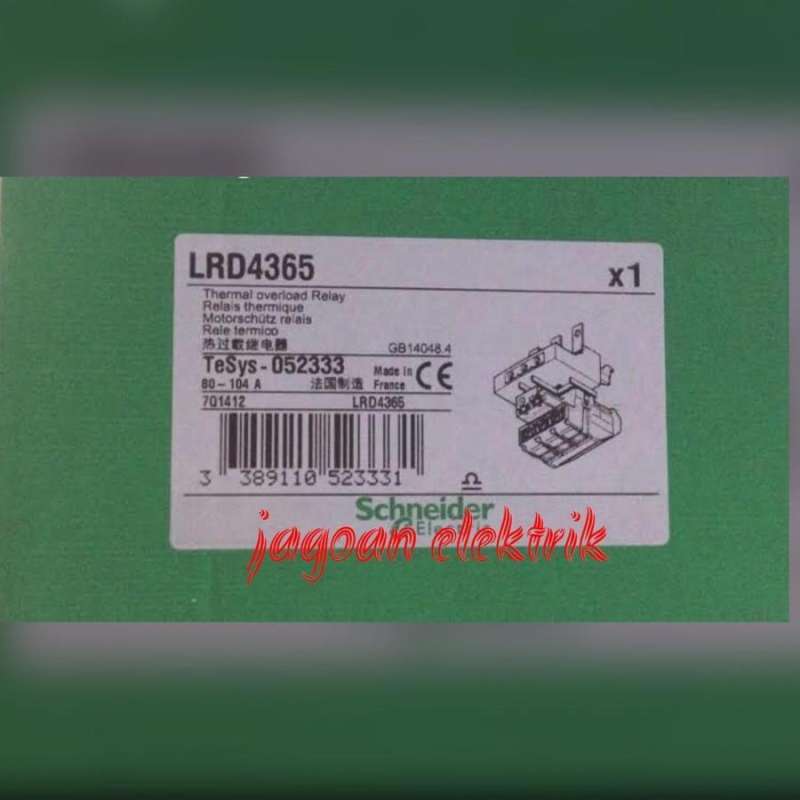 LRD4365
x1
Thermal overload Relay
Relais thermique
Motorschütz relais
Rele termico
热过载继电器
GB14048.4
TeSys - 052333
80 - 104 A
法国制造
Made in
France
CE
701412
LRD4365
3 389110 523331
Schneider
Electric
jagoan elektrik